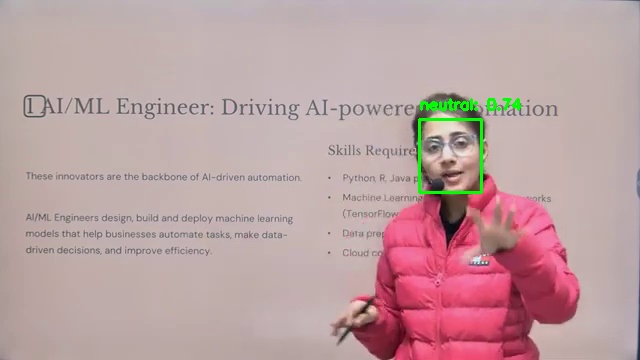 1 AI/ML Engineer: Driving AI-powere mation
neutral: 0.74
Skills Require
These innovators are the backbone of AI-driven automation.
• Python, R, Java p
• Machine Learning works
(TensorFlow
AI/ML Engineers design, build and deploy machine learning
models that help businesses automate tasks, make data-
driven decisions, and improve efficiency.
• Data prep
• Cloud co